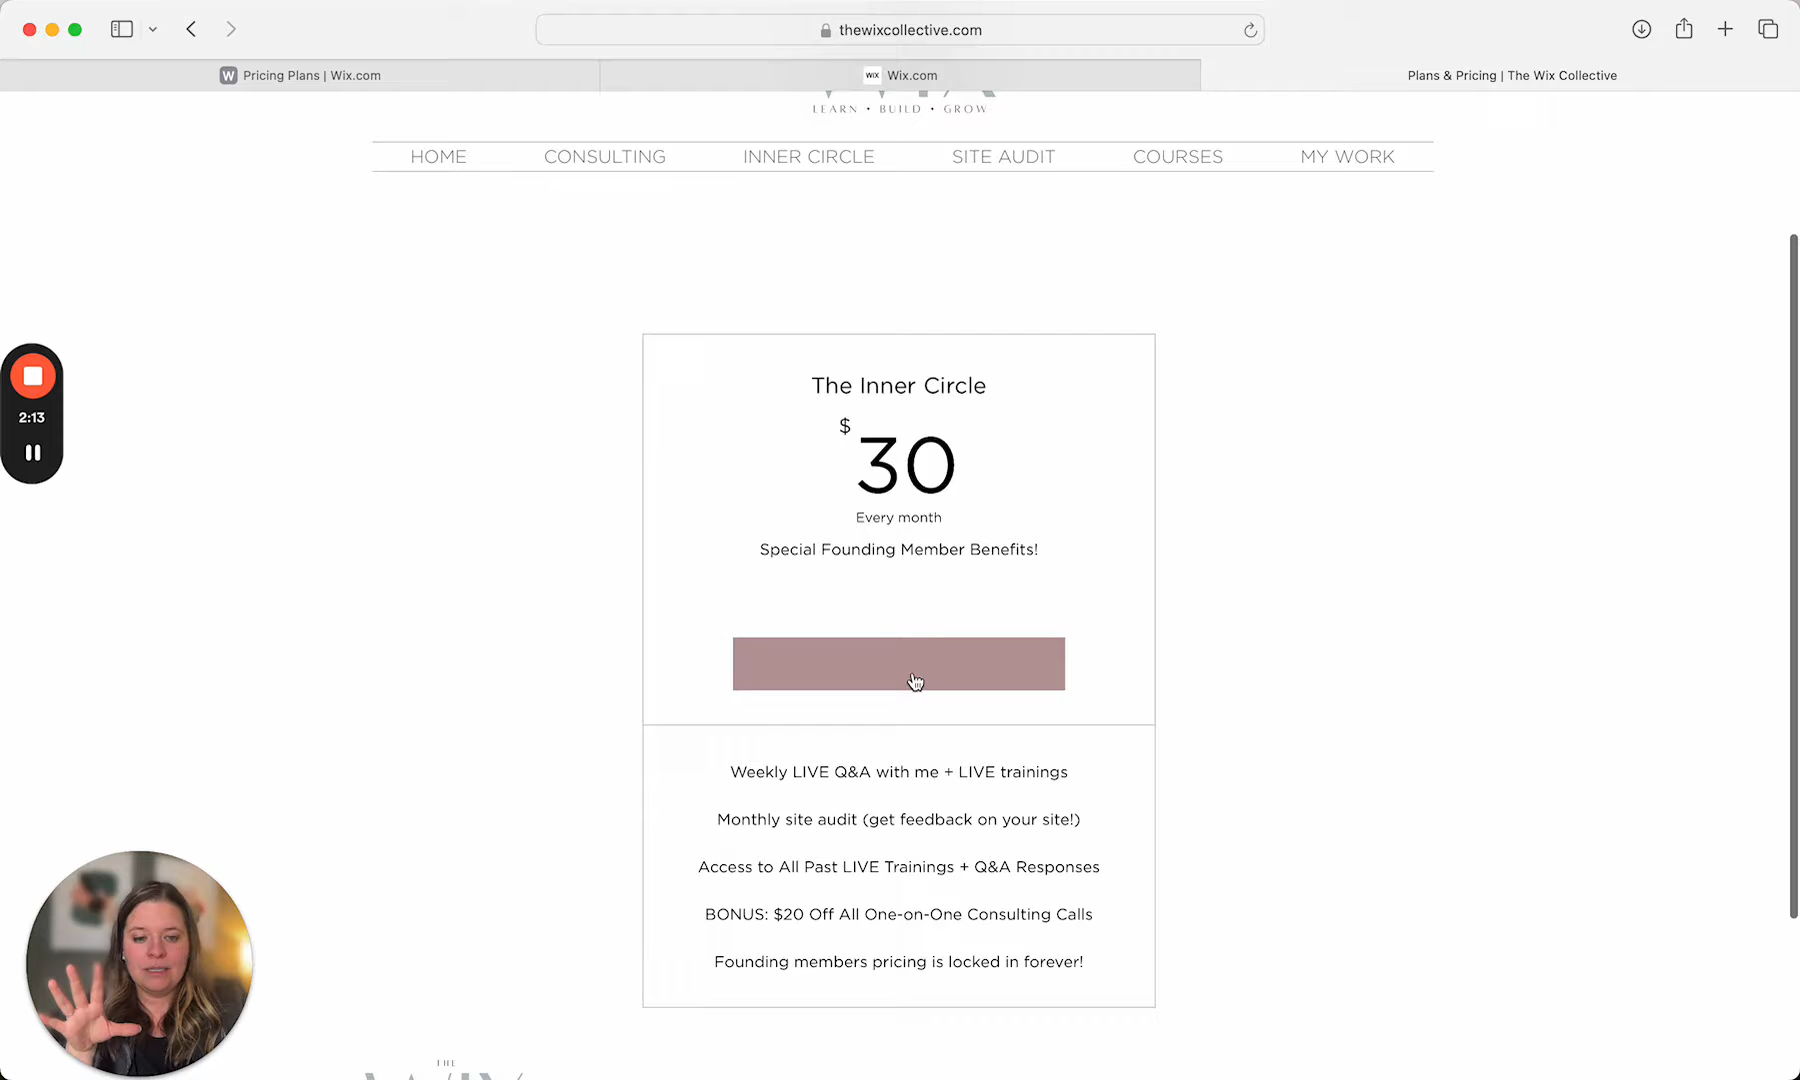 thewixcollective.com
Pricing Plans | Wix.com
WIX Wix.com
Plans & Pricing | The Wix Collective
LEARN • BUILD • GROW
HOME
CONSULTING
INNER CIRCLE
SITE AUDIT
COURSES
MY WORK
The Inner Circle
$
30
Every month
Special Founding Member Benefits!
2:13
Weekly LIVE Q&A with me + LIVE trainings
Monthly site audit (get feedback on your site!)
Access to All Past LIVE Trainings + Q&A Responses
BONUS: $20 Off All One-on-One Consulting Calls
Founding members pricing is locked in forever!
THE